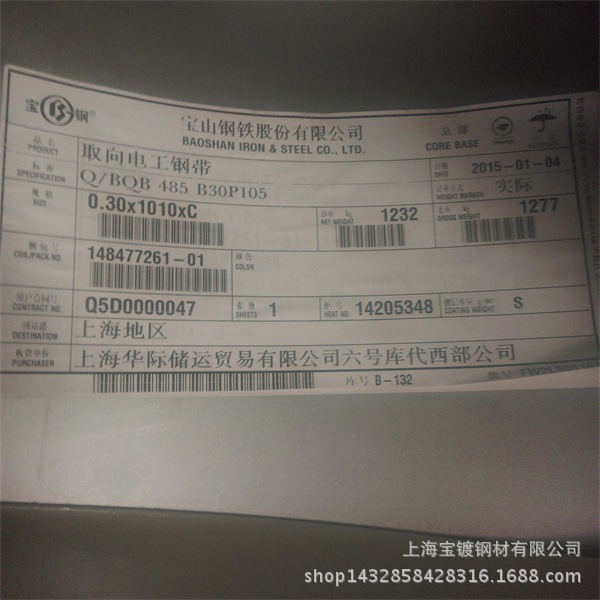 宝 B 钢®
宝山钢铁股份有限公司
BAOSHAN IRON & STEEL CO., LTD.
总部
CORE BASE
品名 PRODUCT 取向电工钢带
日期 DATE 2015-01-04
标准 SPECIFICATION Q/BQB 485 B30P105
计重方式 WEIGHT MARKER 实际
规格 SIZE 0.30x1010xC
净重 kg NET WEIGHT 1232
毛重 kg GROSS WEIGHT 1277
捆包号 COIL/PACK NO. 148477261-01
颜色 COLOR
用户合同号 CONTRACT NO. Q5D0000047
张数 SHEETS 1
炉号 HEAT NO. 14205348
镀层重量 g/m² S
到站港 DESTINATION 上海地区
收货单位 PURCHASER 上海华际储运贸易有限公司六号库代西部公司
库号 B-132
上海宝镀钢材有限公司
shop1432858428316.1688.com